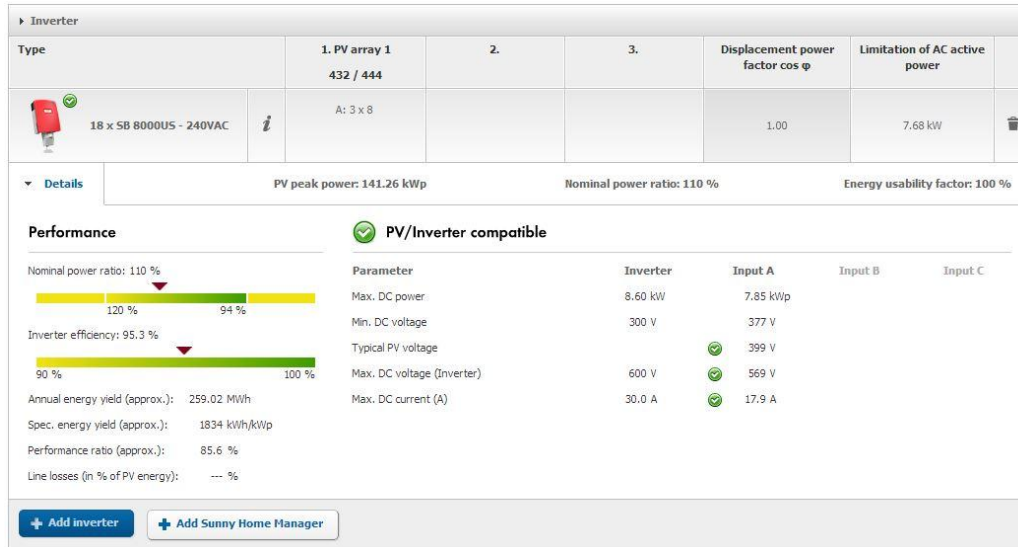 Inverter
Type 1. PV array 1 2. 3. Displacement power factor cos φ Limitation of AC active power
432 / 444
18 x SB 8000US - 240VAC i A: 3 x 8 1.00 7.68 kW
Details PV peak power: 141.26 kWp Nominal power ratio: 110 % Energy usability factor: 100 %
Performance
Nominal power ratio: 110 %
120 % 94 %
Inverter efficiency: 95.3 %
90 % 100 %
Annual energy yield (approx.): 259.02 MWh
Spec. energy yield (approx.): 1834 kWh/kWp
Performance ratio (approx.): 85.6 %
Line losses (in % of PV energy): --- %
PV/Inverter compatible
Parameter Inverter Input A Input B Input C
Max. DC power 8.60 kW 7.85 kWp
Min. DC voltage 300 V 377 V
Typical PV voltage 399 V
Max. DC voltage (Inverter) 600 V 569 V
Max. DC current (A) 30.0 A 17.9 A
Add inverter
Add Sunny Home Manager